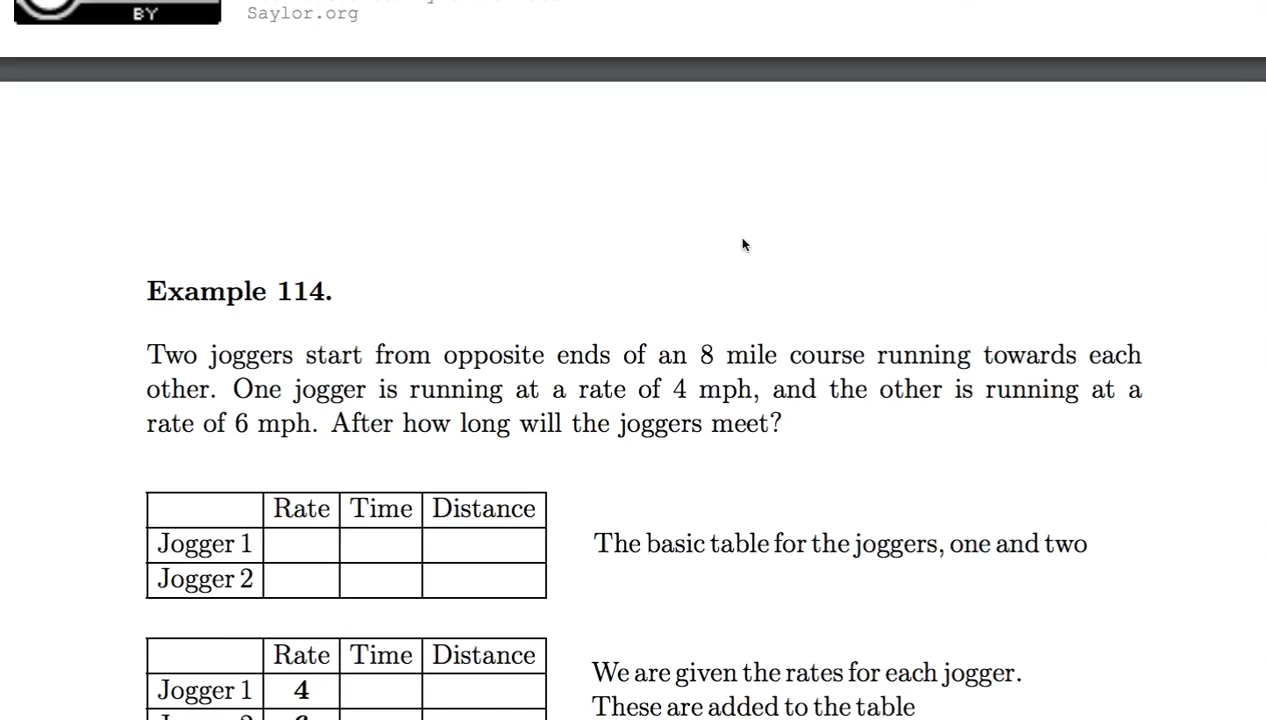 BY
Saylor.org
Example 114.
Two joggers start from opposite ends of an 8 mile course running towards each
other. One jogger is running at a rate of 4 mph, and the other is running at a
rate of 6 mph. After how long will the joggers meet?
Rate Time Distance
Jogger 1
The basic table for the joggers, one and two
Jogger 2
Rate Time Distance
We are given the rates for each jogger.
Jogger 1 4
These are added to the table